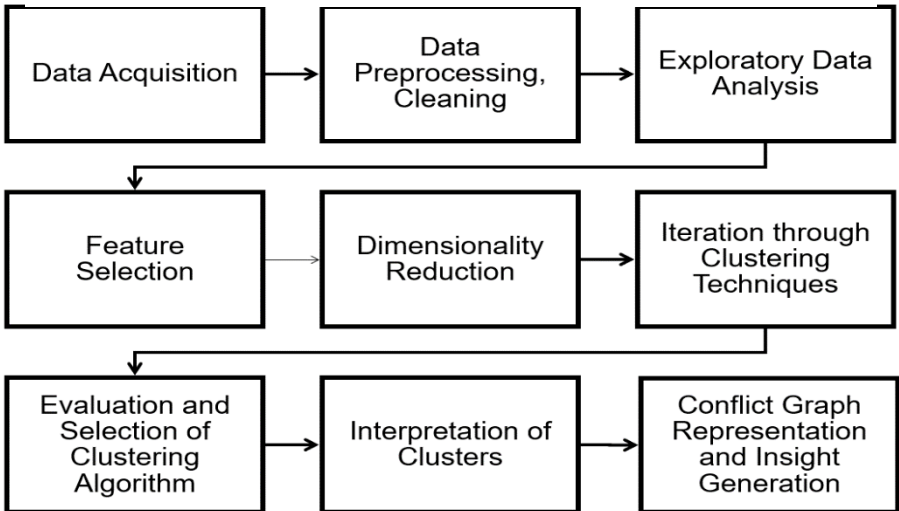 Data Acquisition
Data
Preprocessing,
Cleaning
Exploratory Data
Analysis
Feature
Selection
Dimensionality
Reduction
Iteration through
Clustering
Techniques
Evaluation and
Selection of
Clustering
Algorithm
Interpretation of
Clusters
Conflict Graph
Representation
and Insight
Generation